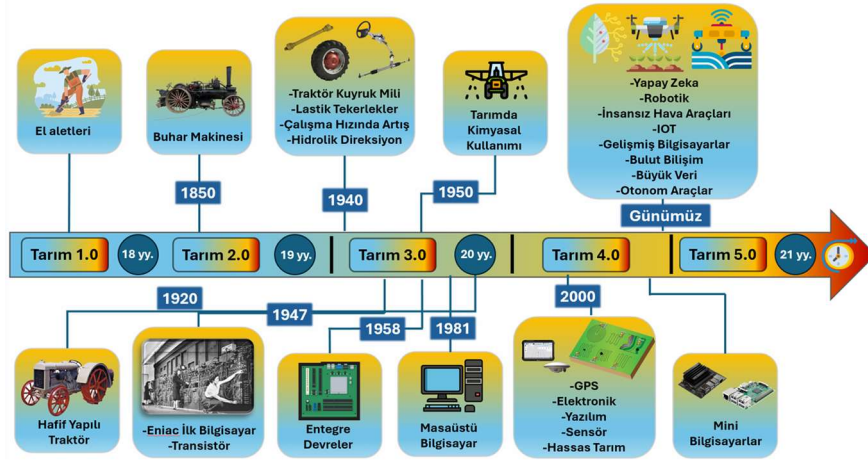 El aletleri
Buhar Makinesi
-Traktör Kuyruk Mili
-Lastik Tekerlekler
-Çalışma Hızında Artış
-Hidrolik Direksiyon
Tarımda
Kimyasal
Kullanımı
-Yapay Zeka
-Robotik
-İnsansız Hava Araçları
-IOT
-Gelişmiş Bilgisayarlar
-Bulut Bilişim
-Büyük Veri
-Otonom Araçlar
1850
1940
1950
Günümüz
Tarım 1.0
18 yy.
Tarım 2.0
19 yy.
Tarım 3.0
20 yy.
Tarım 4.0
Tarım 5.0
21 yy.
1920
1947
1958
1981
2000
Hafif Yapılı
Traktör
-Eniac İlk Bilgisayar
-Transistör
Entegre
Devreler
Masaüstü
Bilgisayar
-GPS
-Elektronik
-Yazılım
-Sensör
-Hassas Tarım
Mini
Bilgisayarlar